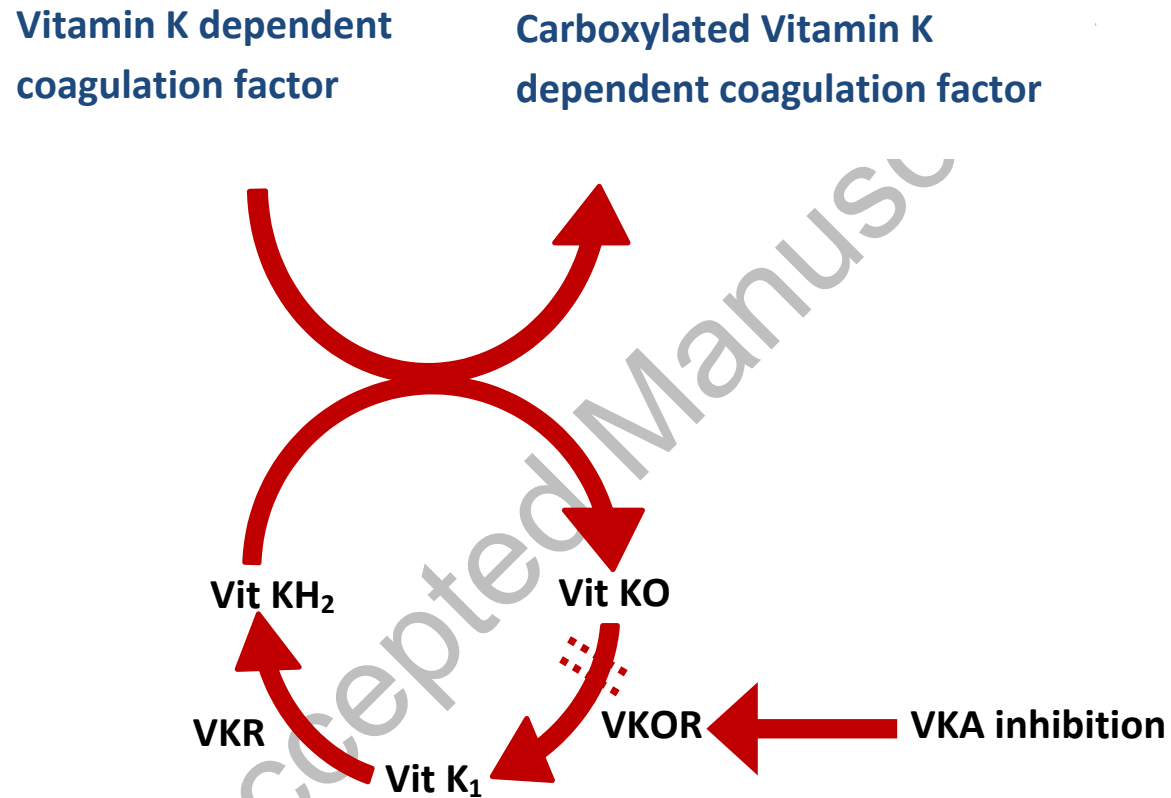 Vitamin K dependent
coagulation factor
Carboxylated Vitamin K
dependent coagulation factor
Vit KH₂
Vit KO
VKR
VKOR
VKA inhibition
Vit K₁